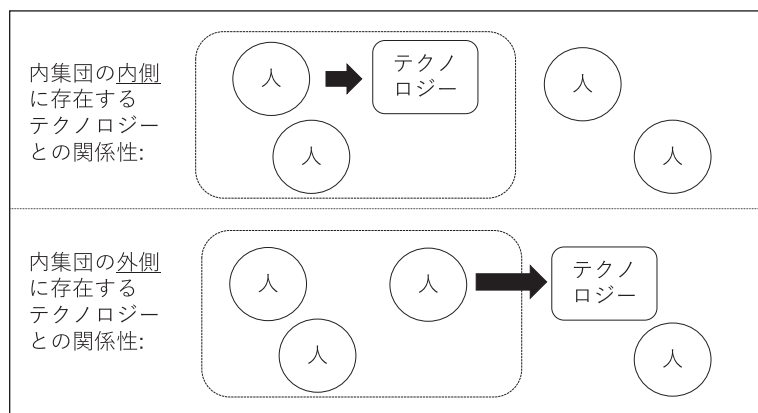 内集団の内側
に存在する
テクノロジー
との関係性:
人
テクノ
ロジー
人
人
人
内集団の外側
に存在する
テクノロジー
との関係性:
人
人
テクノ
ロジー
人
人